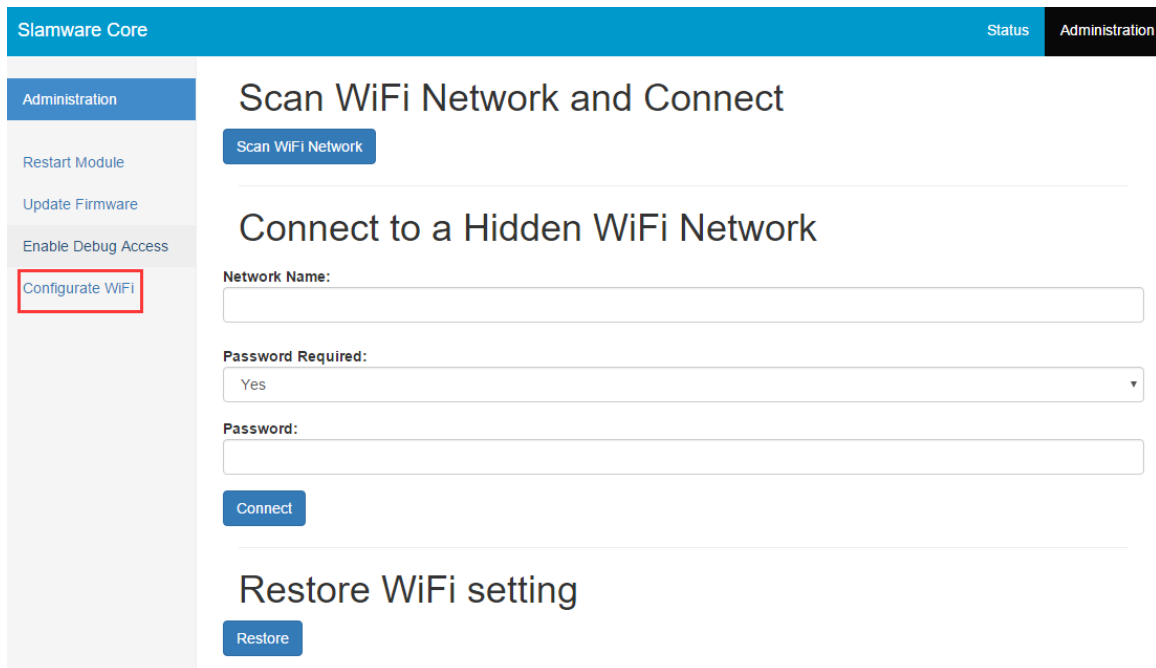 Slamware Core
Status
Administration
Administration
Restart Module
Update Firmware
Enable Debug Access
Configurate WiFi
Scan WiFi Network and Connect
Scan WiFi Network
Connect to a Hidden WiFi Network
Network Name:
Password Required:
Yes
Password:
Connect
Restore WiFi setting
Restore